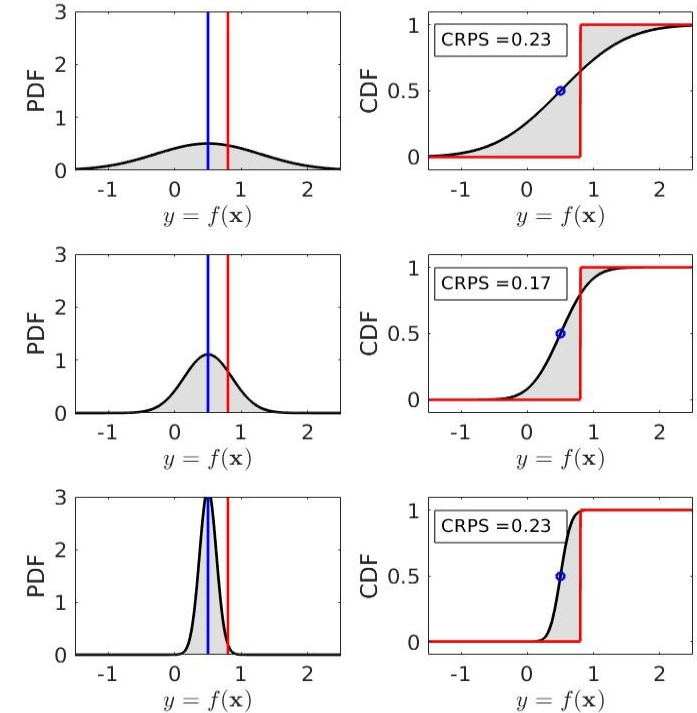 3
2
1
0
PDF
-1 0 1 2
y = f(x)
1
0.5
0
CDF
CRPS =0.23
-1 0 1 2
y = f(x)
3
2
1
0
PDF
-1 0 1 2
y = f(x)
1
0.5
0
CDF
CRPS =0.17
-1 0 1 2
y = f(x)
3
2
1
0
PDF
-1 0 1 2
y = f(x)
1
0.5
0
CDF
CRPS =0.23
-1 0 1 2
y = f(x)